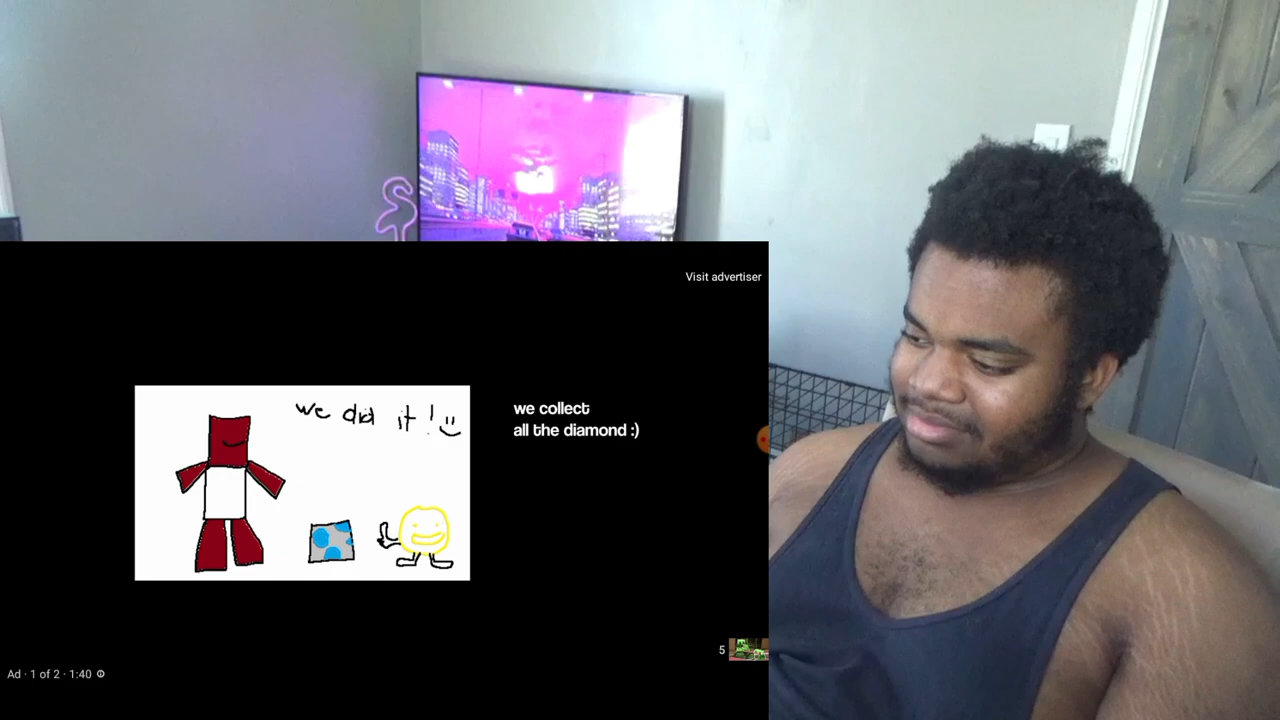 Visit advertiser
we did it! :)
we collect
all the diamond :)
5
Ad · 1 of 2 · 1:40